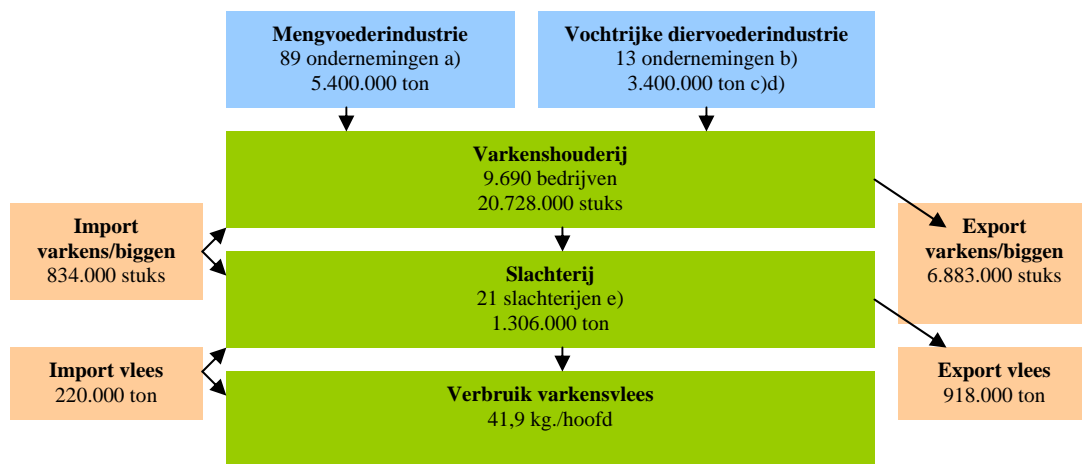 Mengvoederindustrie
89 ondernemingen a)
5.400.000 ton
Vochtrijke diervoederindustrie
13 ondernemingen b)
3.400.000 ton c)d)
Varkenshouderij
9.690 bedrijven
20.728.000 stuks
Import
varkens/biggen
834.000 stuks
Export
varkens/biggen
6.883.000 stuks
Slachterij
21 slachterijen e)
1.306.000 ton
Import vlees
220.000 ton
Export vlees
918.000 ton
Verbruik varkensvlees
41,9 kg./hoofd